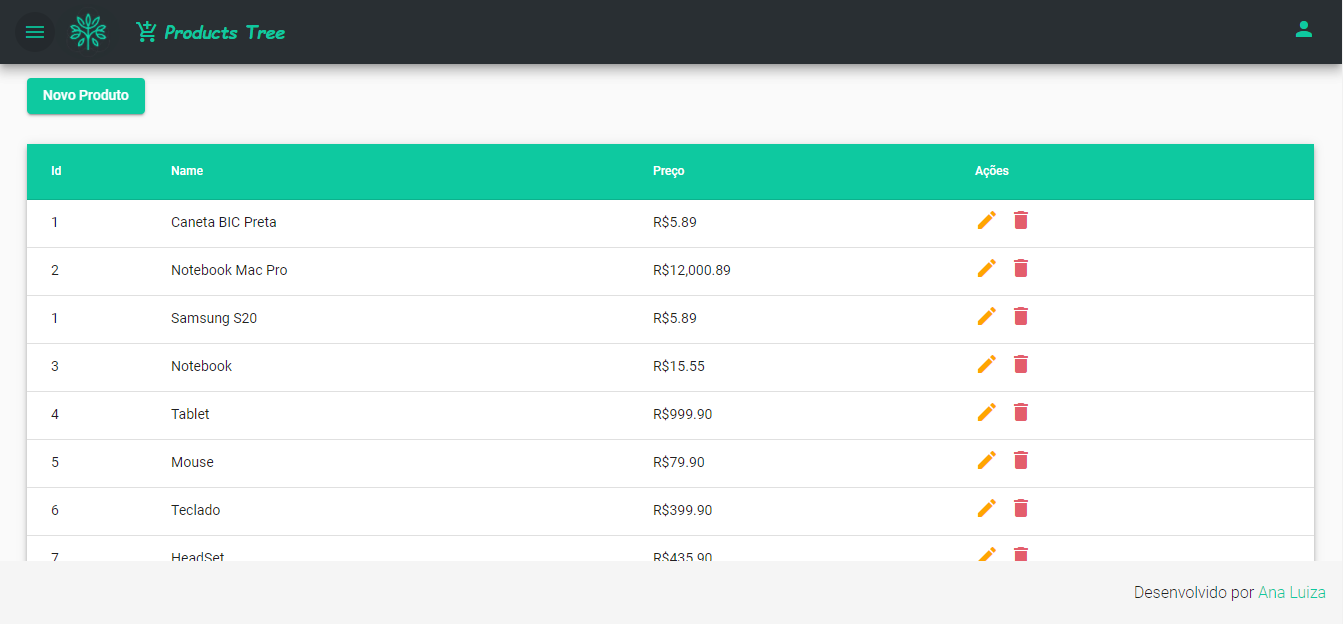 Products Tree
Novo Produto
Id Name Preço Ações
1 Caneta BIC Preta R$5.89
2 Notebook Mac Pro R$12,000.89
1 Samsung S20 R$5.89
3 Notebook R$15.55
4 Tablet R$999.90
5 Mouse R$79.90
6 Teclado R$399.90
7 HeadSet R$435.90
Desenvolvido por Ana Luiza